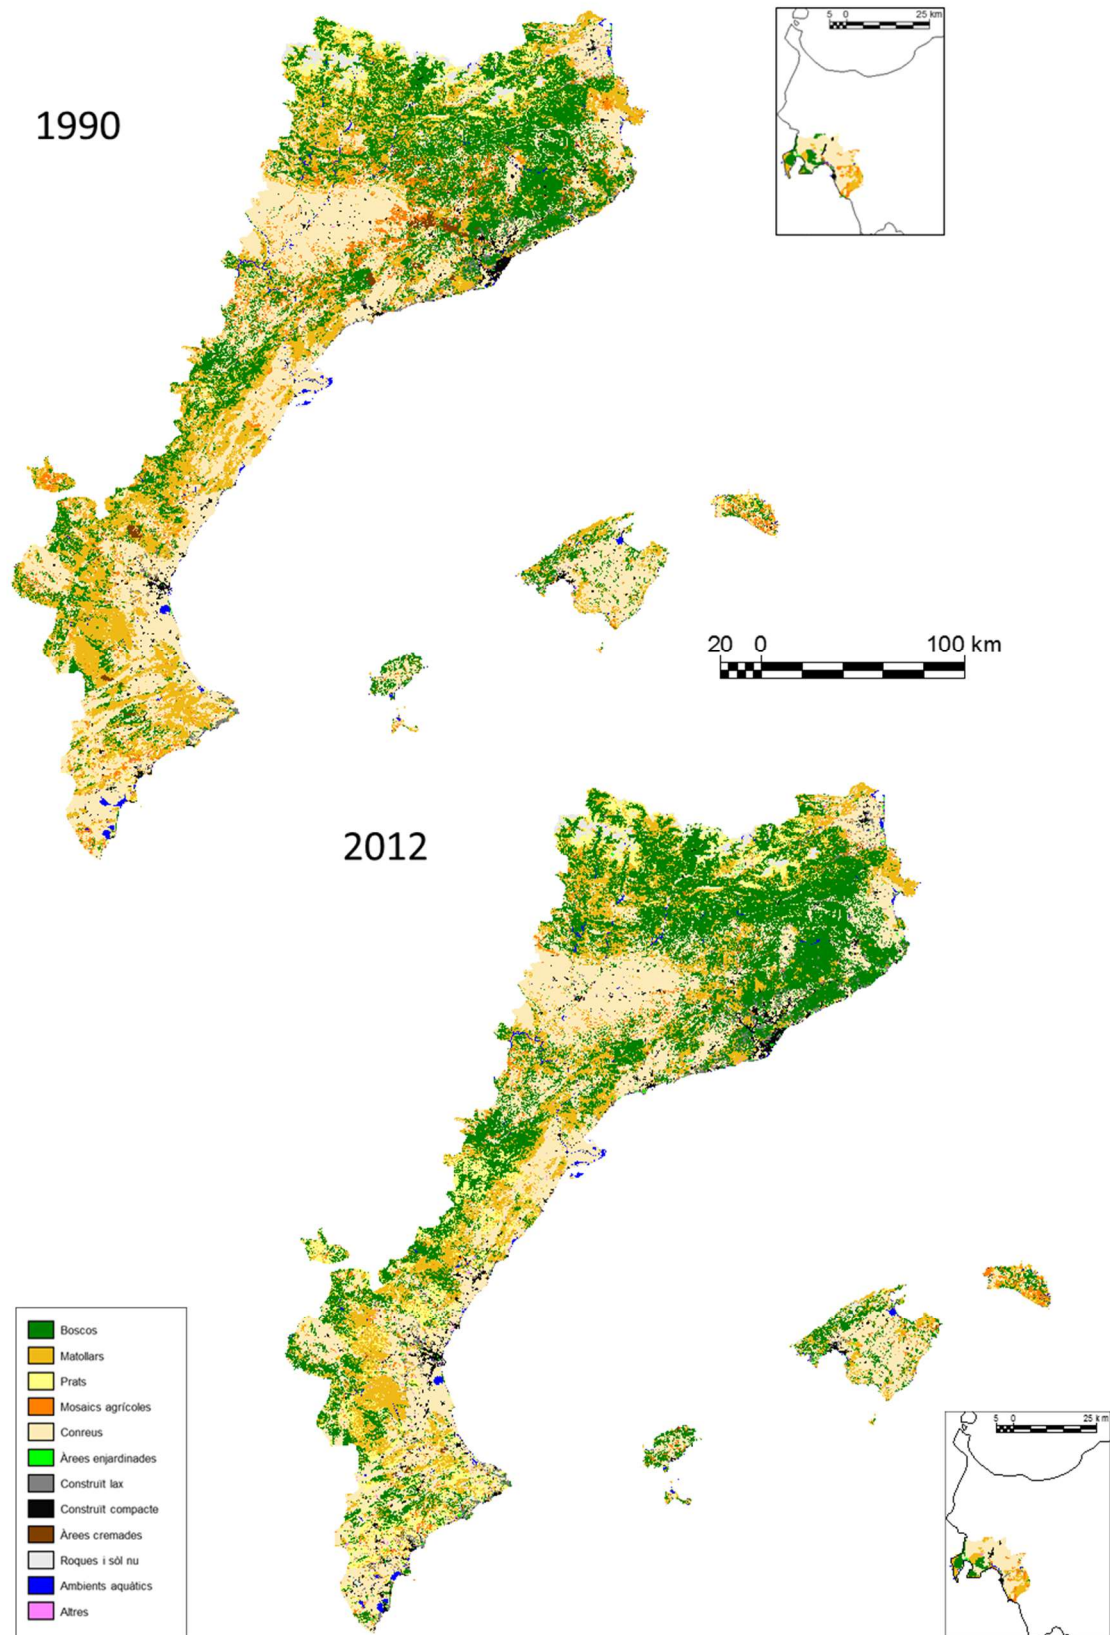 5 0 25 km
1990
20 0 100 km
2012
Boscos
Matollars
Prats
Mosaics agrícoles
Conreus
Àrees enjardinades
Construït lax
Construït compacte
Àrees cremades
Roques i sòl nu
Ambients aquàtics
Altres
5 0 25 km